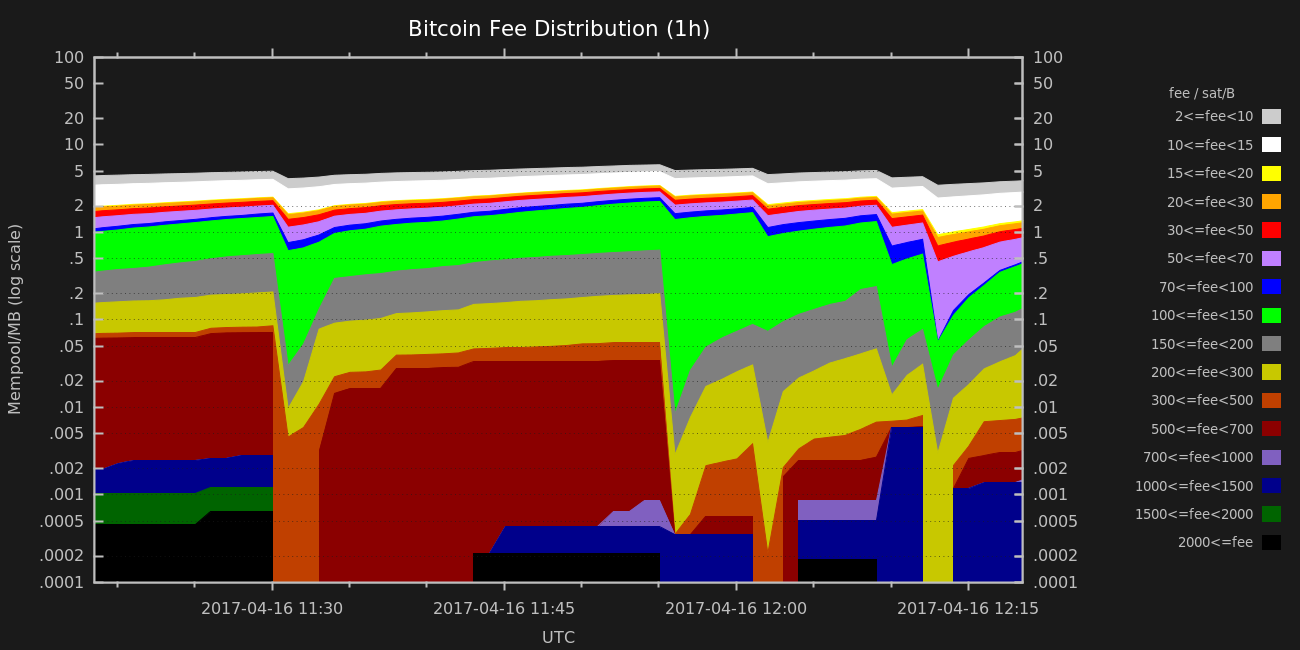 Bitcoin Fee Distribution (1h)
100 100
50 50
20 20
10 10
5 5
2 2
1 1
.5 .5
.2 .2
.1 .1
.05 .05
.02 .02
.01 .01
.005 .005
.002 .002
.001 .001
.0005 .0005
.0002 .0002
.0001 .0001
Mempool/MB (log scale)
2017-04-16 11:30 2017-04-16 11:45 2017-04-16 12:00 2017-04-16 12:15
UTC
fee / sat/B
2<=fee<10
10<=fee<15
15<=fee<20
20<=fee<30
30<=fee<50
50<=fee<70
70<=fee<100
100<=fee<150
150<=fee<200
200<=fee<300
300<=fee<500
500<=fee<700
700<=fee<1000
1000<=fee<1500
1500<=fee<2000
2000<=fee